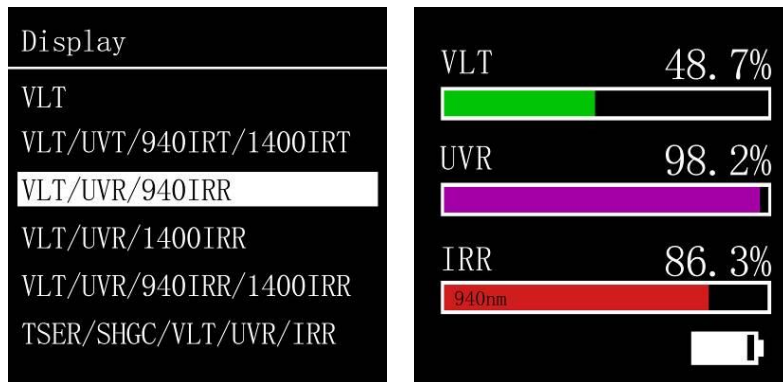 Display
VLT
VLT/UVT/940IRT/1400IRT
VLT/UVR/940IRR
VLT/UVR/1400IRR
VLT/UVR/940IRR/1400IRR
TSER/SHGC/VLT/UVR/IRR
VLT 48.7%
UVR 98.2%
IRR 86.3%
940nm